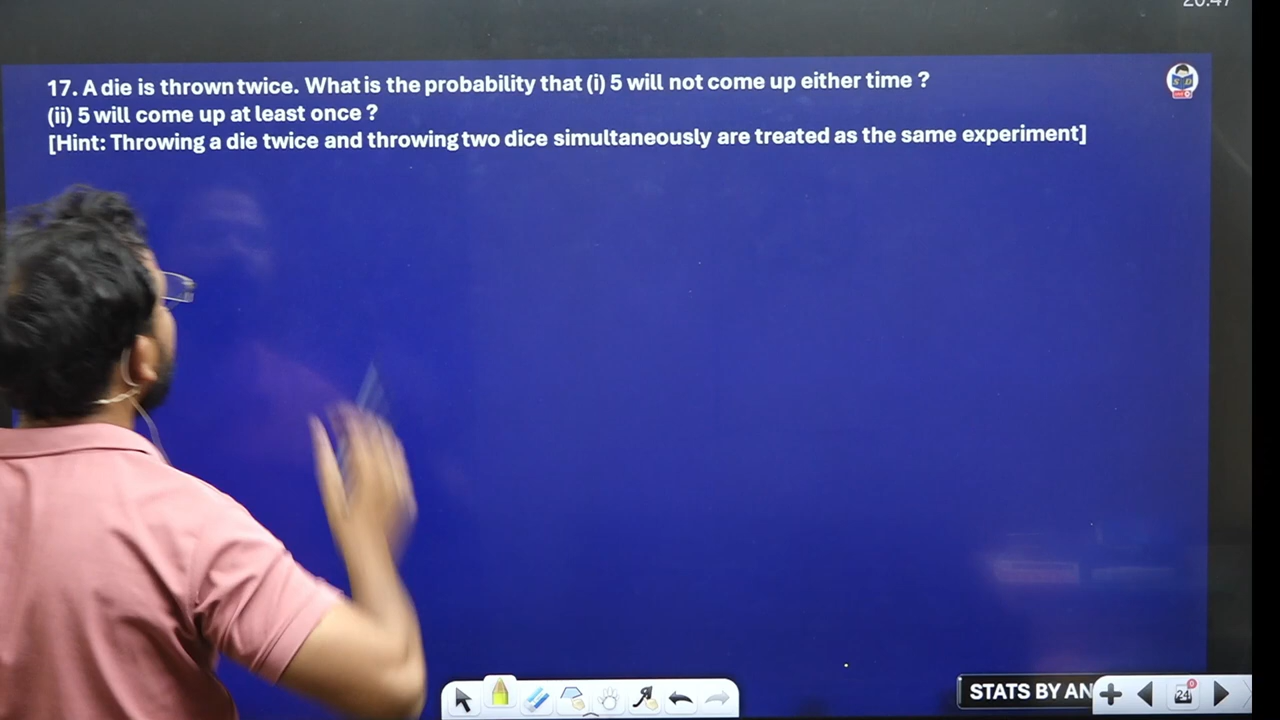 17. A die is thrown twice. What is the probability that (i) 5 will not come up either time ?
(ii) 5 will come up at least once ?
[Hint: Throwing a die twice and throwing two dice simultaneously are treated as the same experiment]
STATS BY AN
24